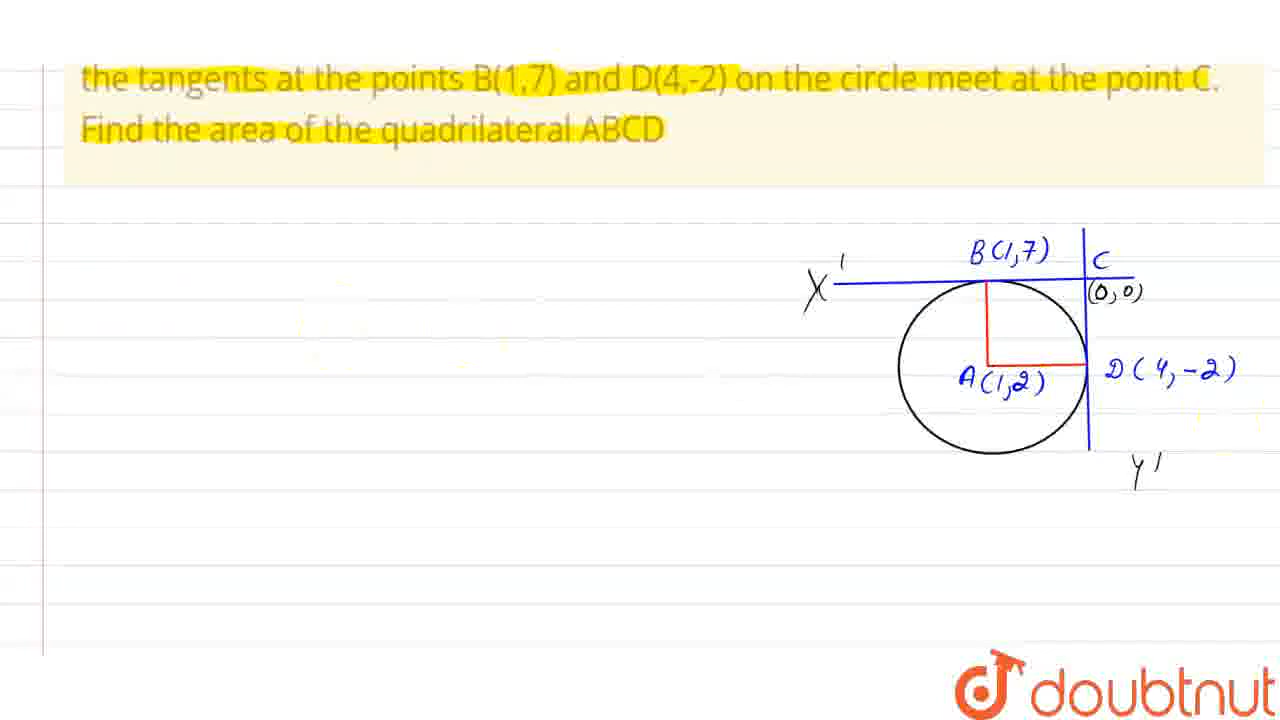 the tangents at the points B(1,7) and D(4,-2) on the circle meet at the point C.
Find the area of the quadrilateral ABCD
B(1,7)
C
X'
(0,0)
A(1,2)
D(4,-2)
Y'
doubtnut